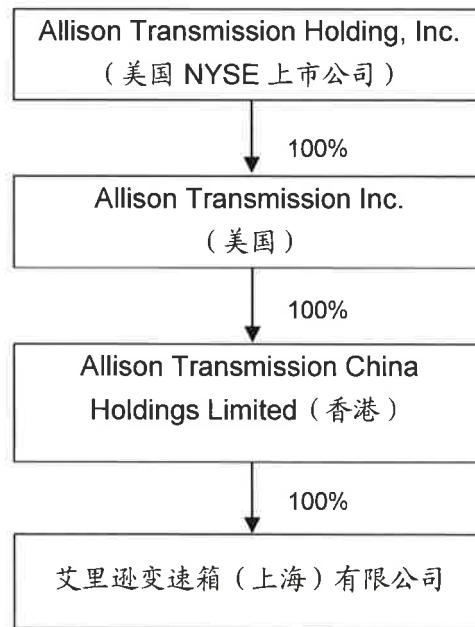 Allison Transmission Holding, Inc.
（美国 NYSE 上市公司）
100%
Allison Transmission Inc.
（美国）
100%
Allison Transmission China
Holdings Limited（香港）
100%
艾里逊变速箱（上海）有限公司